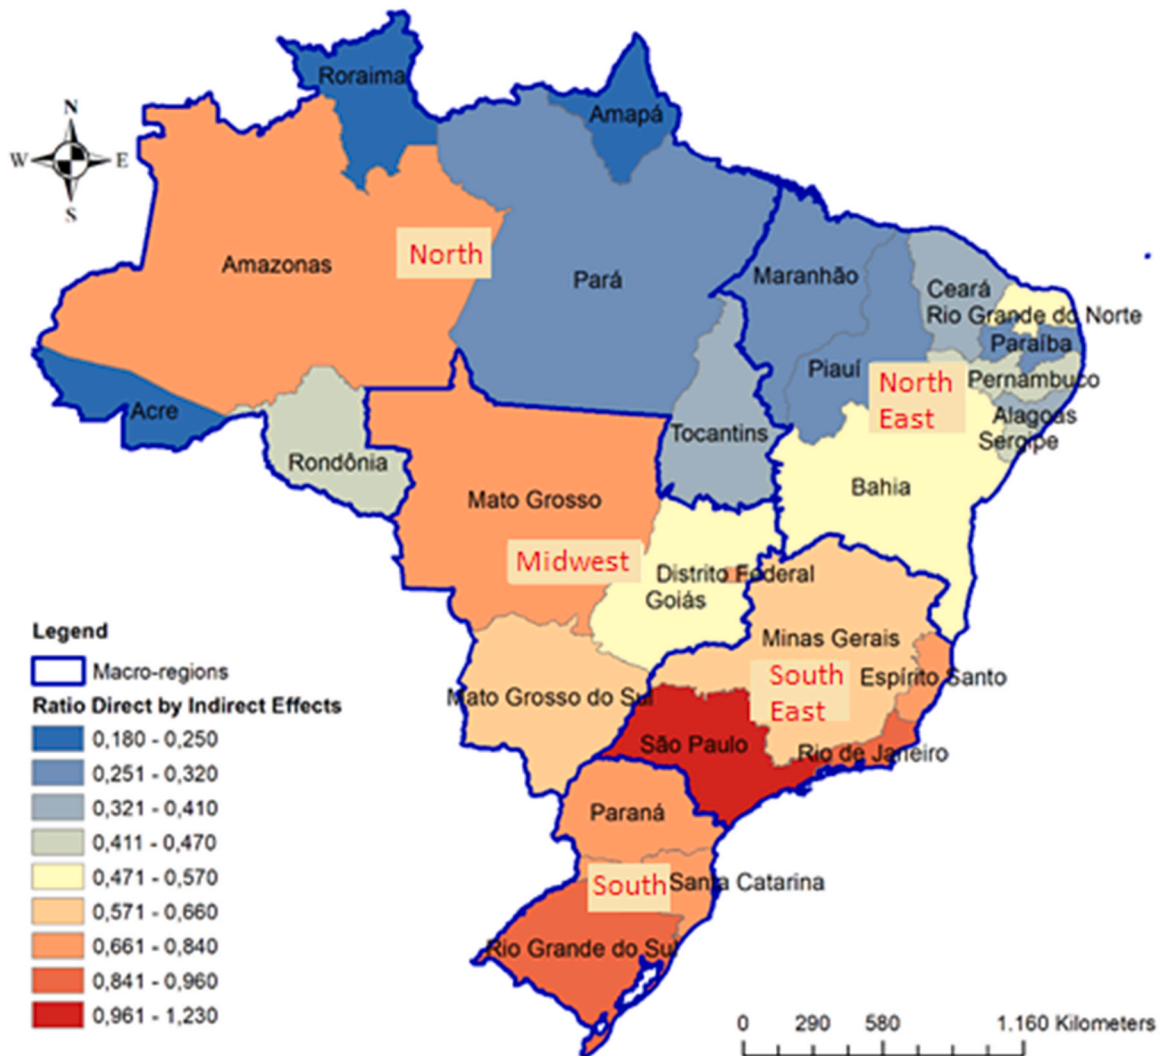 Roraima
Amapá
N
W
E
S
Amazonas
North
Pará
Maranhão
Ceará
Rio Grande do Norte
Paraíba
Piauí
North
East
Pernambuco
Acre
Alagoas
Sergipe
Tocantins
Rondônia
Bahia
Mato Grosso
Midwest
Distrito Federal
Goiás
Minas Gerais
South
East
Espírito Santo
Mato Grosso do Sul
São Paulo
Rio de Janeiro
Paraná
South
Santa Catarina
Rio Grande do Sul
Legend
Macro-regions
Ratio Direct by Indirect Effects
0,180 - 0,250
0,251 - 0,320
0,321 - 0,410
0,411 - 0,470
0,471 - 0,570
0,571 - 0,660
0,661 - 0,840
0,841 - 0,960
0,961 - 1,230
0 290 580 1.160 Kilometers